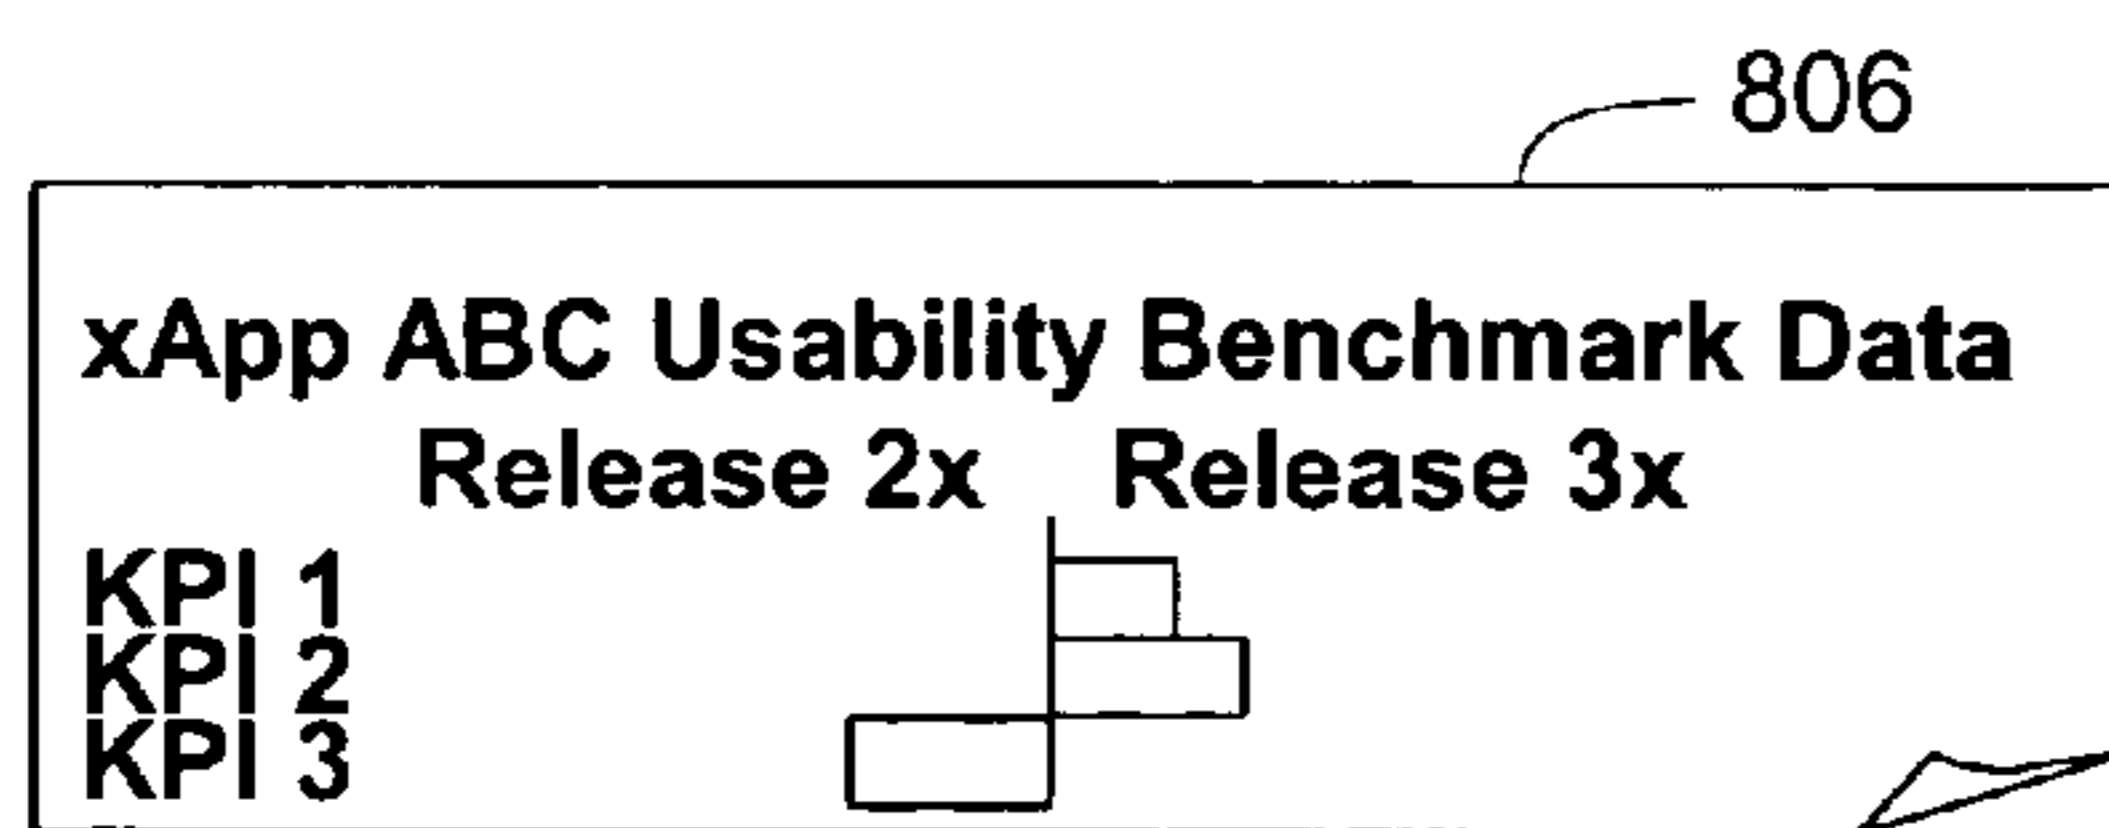 806
xApp ABC Usability Benchmark Data
Release 2x Release 3x
KPI 1
KPI 2
KPI 3